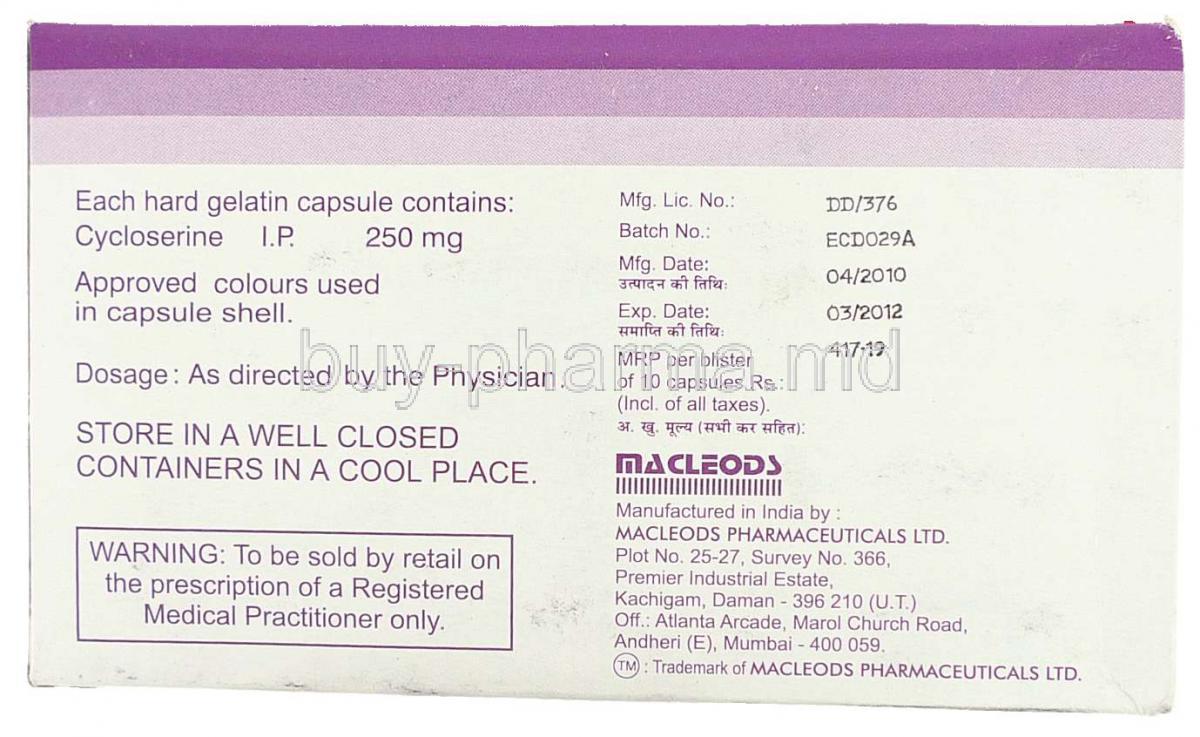 Each hard gelatin capsule contains:
Cycloserine I.P. 250 mg
Approved colours used
in capsule shell.
Dosage : As directed by the Physician.
STORE IN A WELL CLOSED
CONTAINERS IN A COOL PLACE.
WARNING: To be sold by retail on
the prescription of a Registered
Medical Practitioner only.
Mfg. Lic. No.: DD/376
Batch No.: ECD029A
Mfg. Date: 04/2010
उत्पादन की तिथि:
Exp. Date: 03/2012
समाप्ति की तिथि:
MRP per blister 417-19
of 10 capsules Rs.:
(Incl. of all taxes).
अ. खु. मूल्य (सभी कर सहित):
MACLEODS
Manufactured in India by :
MACLEODS PHARMACEUTICALS LTD.
Plot No. 25-27, Survey No. 366,
Premier Industrial Estate,
Kachigam, Daman - 396 210 (U.T.)
Off.: Atlanta Arcade, Marol Church Road,
Andheri (E), Mumbai - 400 059.
TM : Trademark of MACLEODS PHARMACEUTICALS LTD.
buy-pharma.md